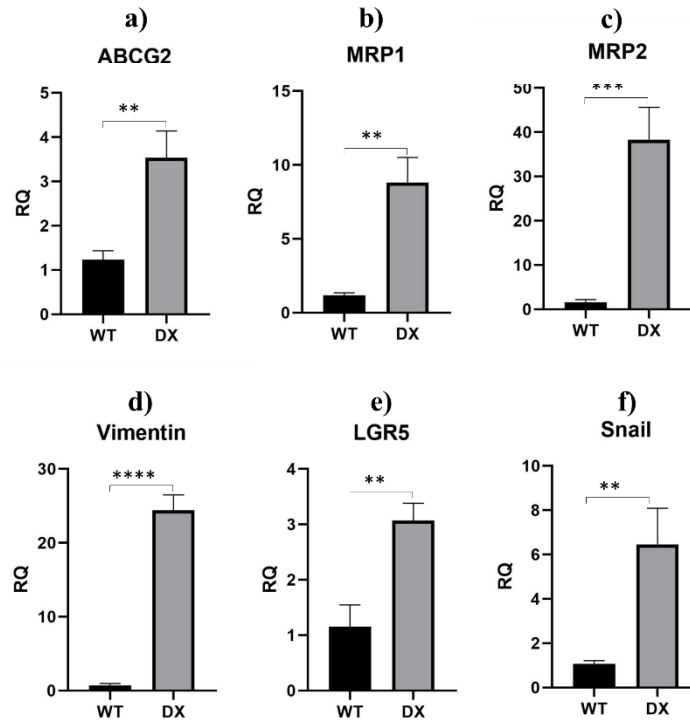 a)
ABCG2
RQ
5
4
3
2
1
0
**
WT DX
b)
MRP1
RQ
15
10
5
0
**
WT DX
c)
MRP2
RQ
50
40
30
20
10
0
***
WT DX
d)
Vimentin
RQ
30
20
10
0
****
WT DX
e)
LGR5
RQ
4
3
2
1
0
**
WT DX
f)
Snail
RQ
10
8
6
4
2
0
**
WT DX